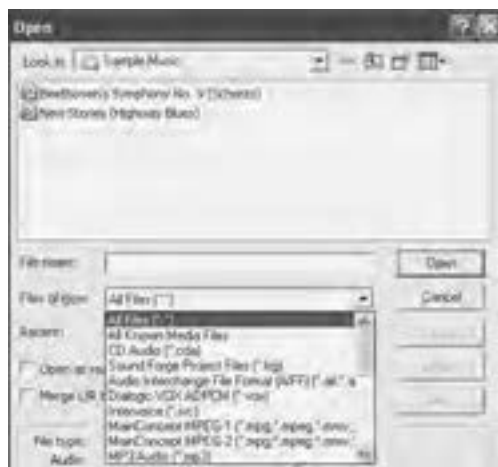 Open
Look in: Sample Music
Beethoven's Symphony No. 9 (Scherzo)
New Stories (Highway Blues)
File name:
Open
Files of type: All Files (*.*)
Cancel
All Files (*.*)
Recent:
All Known Media Files
CD Audio (*.cda)
Sound Forge Project Files (*.frg)
Open as
Audio Interchange File Format (AIFF) (*.aif;*.a
Merge L/R
Dialogic VOX ADPCM (*.vox)
Intervoice (*.ivc)
MainConcept MPEG-1 (*.mpg;*.mpeg;*.mmv;
File type:
MainConcept MPEG-2 (*.mpg;*.mpeg;*.mmv;
Audio:
MP3 Audio (*.mp3)